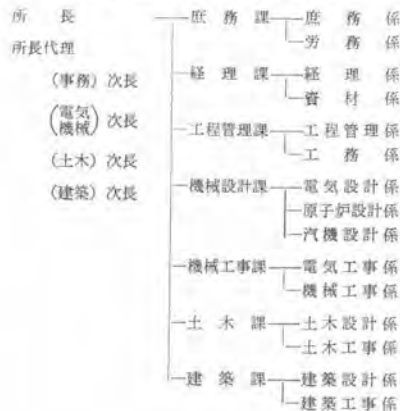 所長 庶務課 庶務係
所長代理 労務係
(事務)次長 経理課 経理係
資材係
(電気機械)次長 工程管理課 工程管理係
(土木)次長 工務係
(建築)次長 機械設計課 電気設計係
原子炉設計係
汽機設計係
機械工事課 電気工事係
機械工事係
土木課 土木設計係
土木工事係
建築課 建築設計係
建築工事係